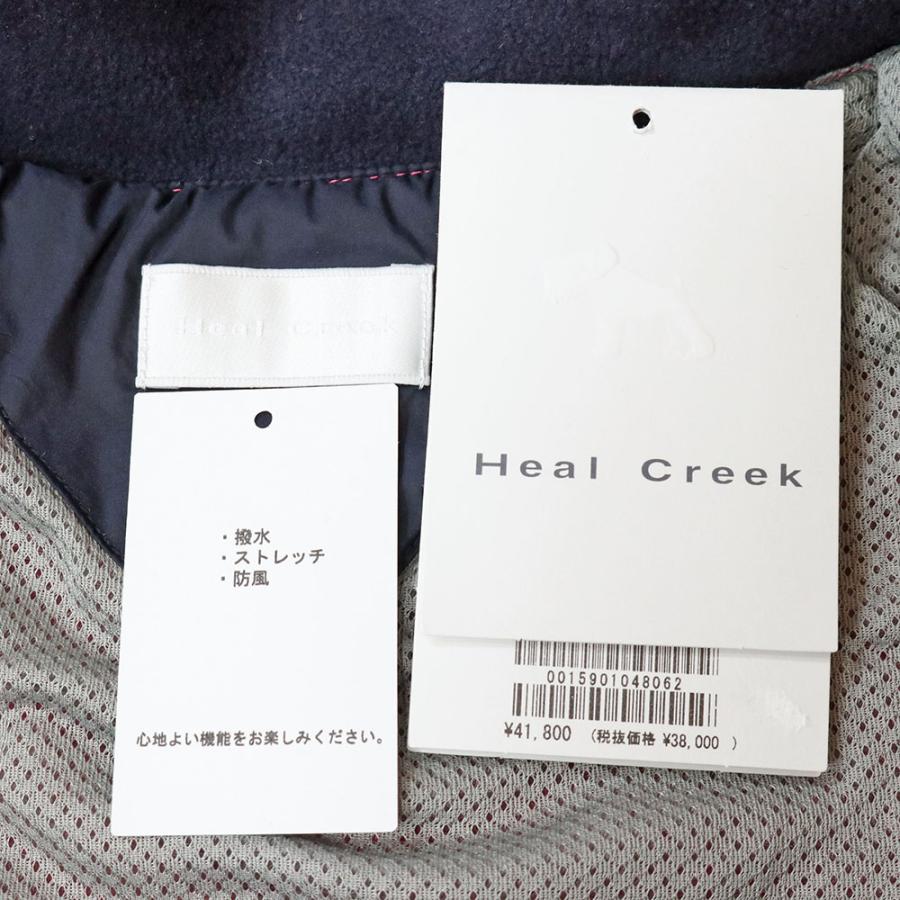 Heal Creek
Heal Creek
・撥水
・ストレッチ
・防風
心地よい機能をお楽しみください。
0015901048062
¥41,800 (税抜価格 ¥38,000 )